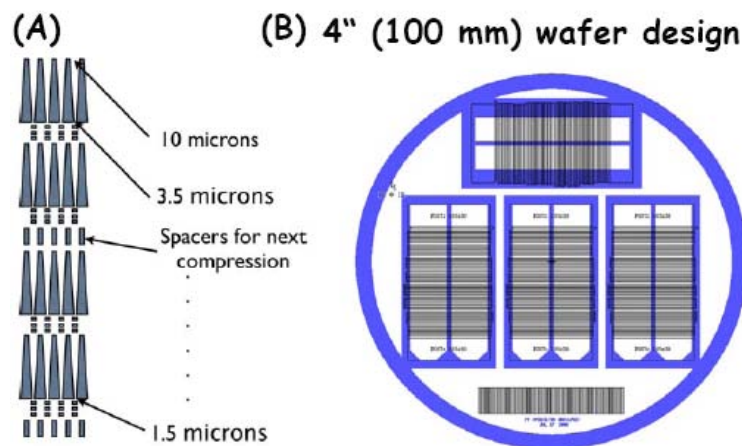 (A)
(B) 4“ (100 mm) wafer design
10 microns
3.5 microns
Spacers for next
compression
1.5 microns